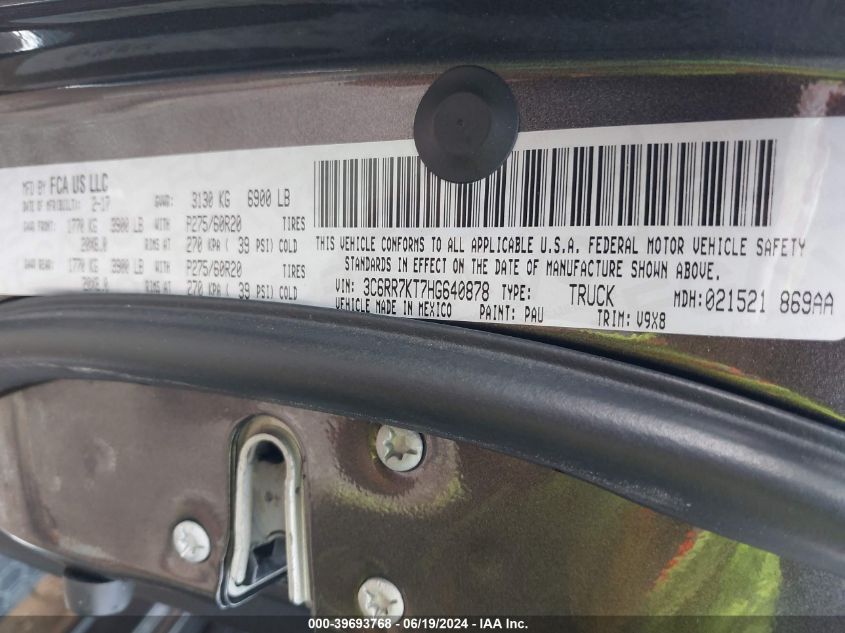 MFD BY FCA US LLC
DATE OF MFR(BUILT): 2-17 GVWR: 3130 KG 6900 LB
GAWR FRONT: 1770 KG 3900 LB WITH P275/60R20 TIRES
20X8.0 RIMS AT 270 KPA ( 39 PSI) COLD
GAWR REAR: 1770 KG 3900 LB WITH P275/60R20 TIRES
20X8.0 RIMS AT 270 KPA ( 39 PSI) COLD
THIS VEHICLE CONFORMS TO ALL APPLICABLE U.S.A. FEDERAL MOTOR VEHICLE SAFETY
STANDARDS IN EFFECT ON THE DATE OF MANUFACTURE SHOWN ABOVE.
VIN: 3C6RR7KT7HG640878 TYPE: TRUCK MDH:021521 869AA
VEHICLE MADE IN MEXICO PAINT: PAU TRIM: V9X8
000-39693768 - 06/19/2024 - IAA Inc.